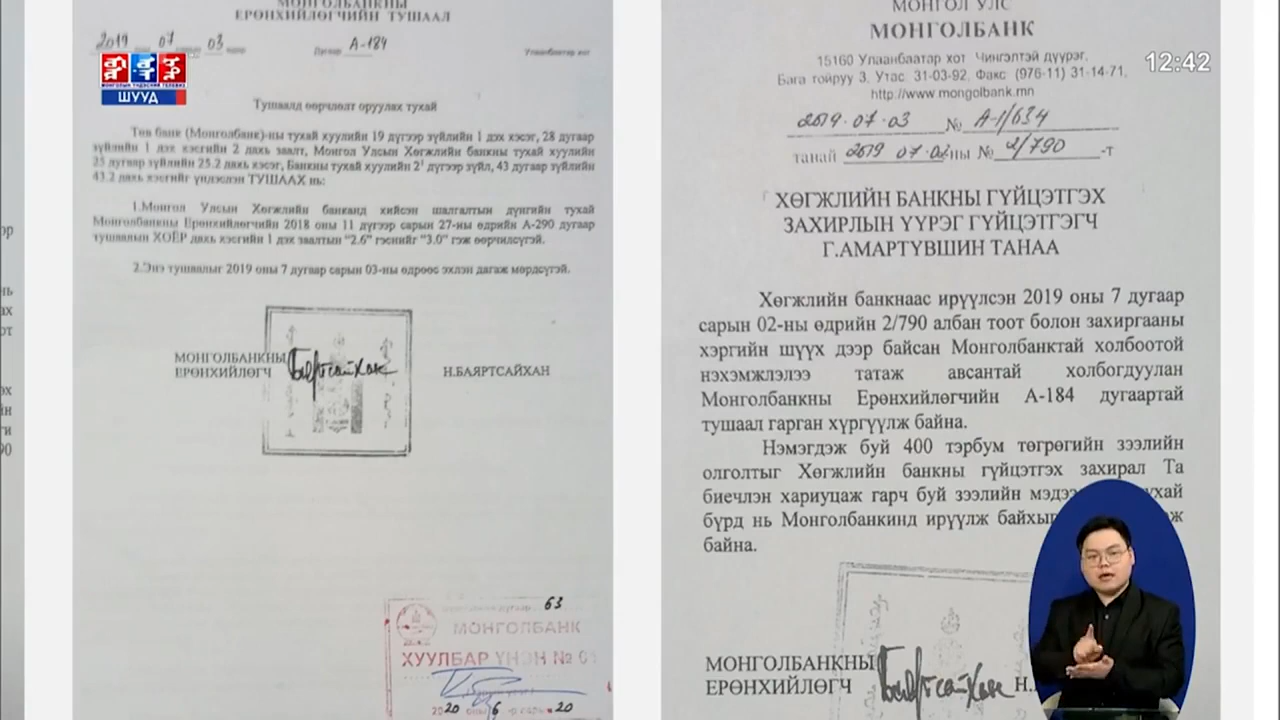 МОНГОЛБАНКНЫ
ЕРӨНХИЙЛӨГЧИЙН ТУШААЛ
2019 07 03 Дугаар А-184 Улаанбаатар хот
ШУУД
Тушаалд өөрчлөлт оруулах тухай
Төв банк (Монголбанк)-ны тухай хуулийн 19 дүгээр зүйлийн 1 дэх хэсэг, 28 дугаар
зүйлийн 1 дэх хэсгийн 2 дахь заалт, Монгол Улсын Хөгжлийн банкны тухай хуулийн
25 дугаар зүйлийн 25.2 дахь хэсэг, Банкны тухай хуулийн 2¹ дүгээр зүйл, 43 дугаар зүйлийн
43.2 дахь хэсгийг үндэслэн ТУШААХ нь:
1.Монгол Улсын Хөгжлийн банканд хийсэн шалгалтын дүнгийн тухай
Монголбанкны Ерөнхийлөгчийн 2018 оны 11 дүгээр сарын 27-ны өдрийн А-290 дугаар
тушаалын ХОЁР дахь хэсгийн 1 дэх заалтын "2.6" гэснийг "3.0" гэж өөрчилсүгэй.
2.Энэ тушаалыг 2019 оны 7 дугаар сарын 03-ны өдрөөс эхлэн дагаж мөрдсүгэй.
МОНГОЛБАНКНЫ
ЕРӨНХИЙЛӨГЧ Баяртсайхан Н.БАЯРТСАЙХАН
63
МОНГОЛБАНК
ХУУЛБАР ҮНЭН № 01
2020 оны 6 -р сарын 20
МОНГОЛ УЛС
МОНГОЛБАНК
15160 Улаанбаатар хот Чингэлтэй дүүрэг,
Бага тойруу 3, Утас: 31-03-92, Факс: (976-11) 31-14-71,
http://www.mongolbank.mn
2019.07.03 № А-1/634
танай 2019 07 02 ны № 2/790 -т
ХӨГЖЛИЙН БАНКНЫ ГҮЙЦЭТГЭХ
ЗАХИРЛЫН ҮҮРЭГ ГҮЙЦЭТГЭГЧ
Г.АМАРТҮВШИН ТАНАА
Хөгжлийн банкнаас ирүүлсэн 2019 оны 7 дугаар
сарын 02-ны өдрийн 2/790 албан тоот болон захиргааны
хэргийн шүүх дээр байсан Монголбанктай холбоотой
нэхэмжлэлээ татаж авсантай холбогдуулан
Монголбанкны Ерөнхийлөгчийн А-184 дугаартай
тушаал гарган хүргүүлж байна.
Нэмэгдэж буй 400 тэрбум төгрөгийн зээлийн
олголтыг Хөгжлийн банкны гүйцэтгэх захирал Та
биечлэн хариуцаж гарч буй зээлийн
бүрд нь Монголбанкинд ирүүлж
байна.
МОНГОЛБАНКНЫ
ЕРӨНХИЙЛӨГЧ Баяртсайхан
12:42